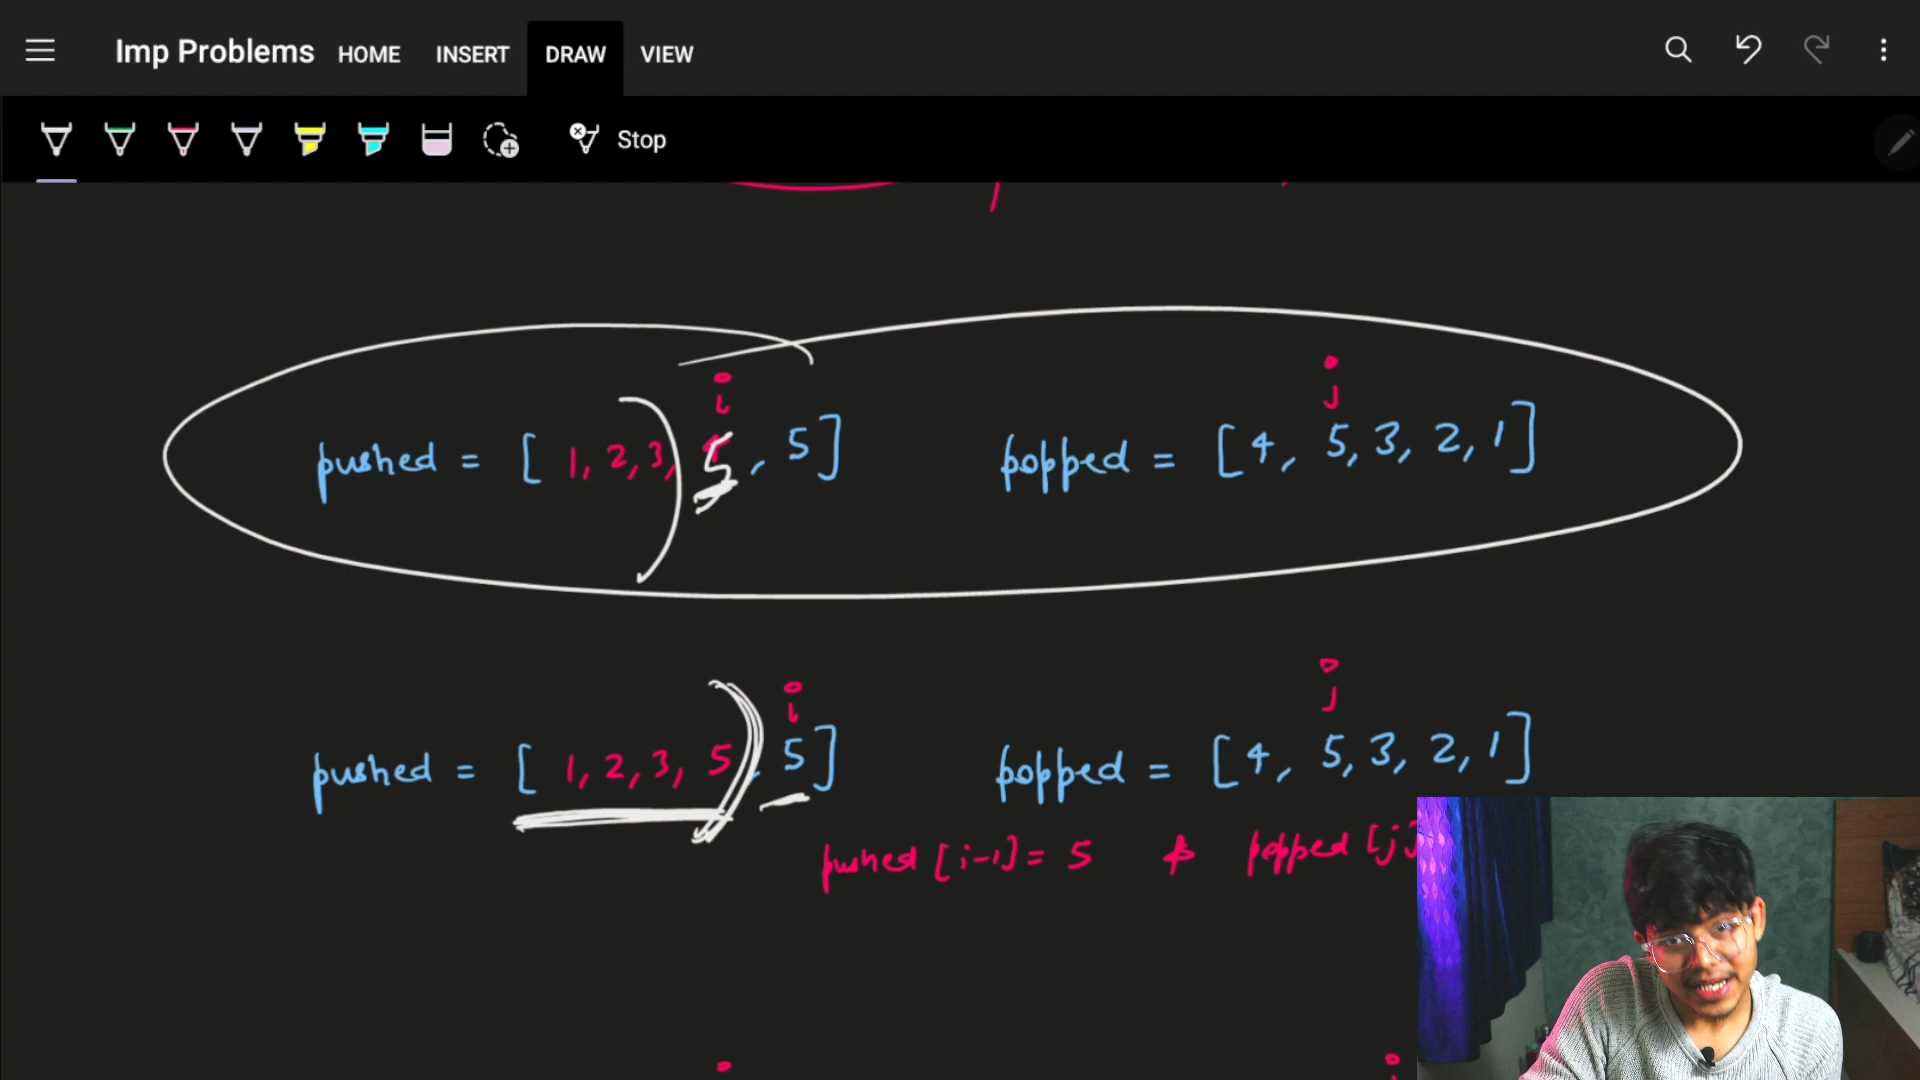 Imp Problems HOME INSERT DRAW VIEW
Stop
i
j
pushed = [ 1, 2, 3, 5, 5] popped = [4, 5, 3, 2, 1]
i
j
pushed = [ 1, 2, 3, 5, 5] popped = [4, 5, 3, 2, 1]
pushed [i-1] = 5 & popped [j]